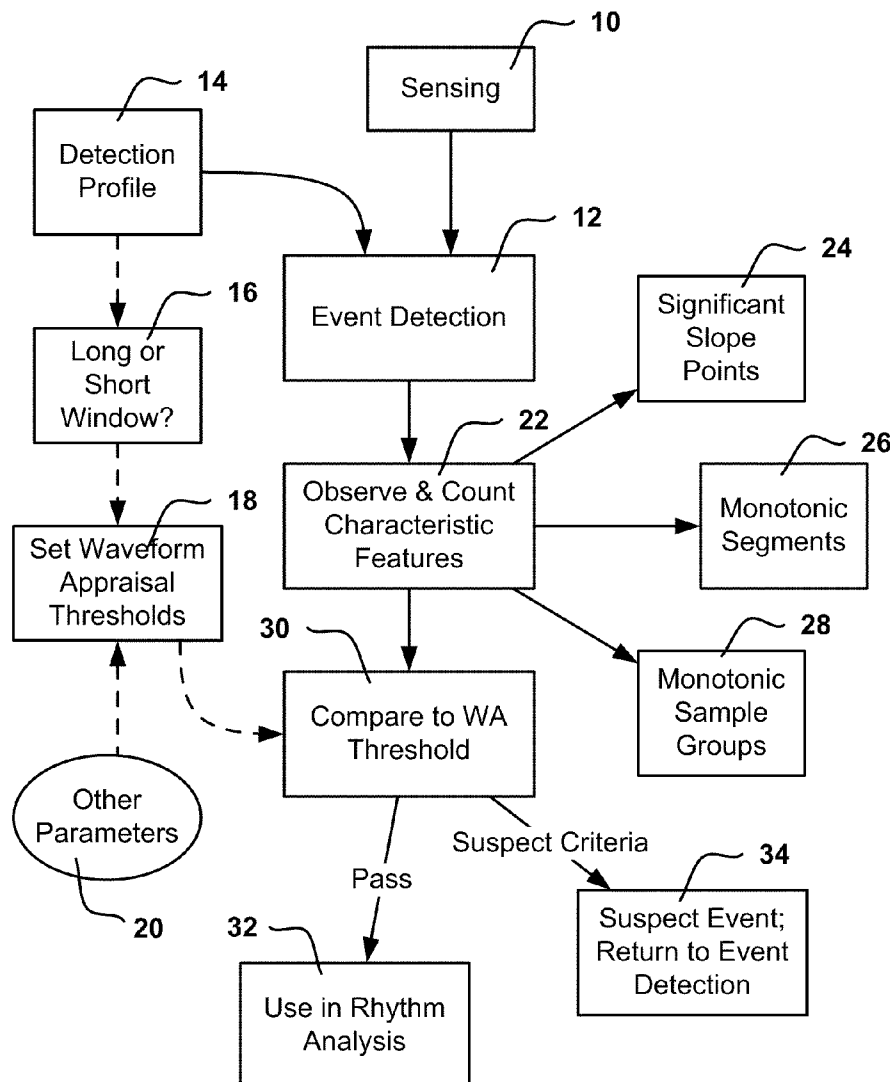 10
Sensing
14
Detection
Profile
12
Event Detection
24
Significant
Slope
Points
16
Long or
Short
Window?
22
Observe & Count
Characteristic
Features
26
Monotonic
Segments
18
Set Waveform
Appraisal
Thresholds
28
Monotonic
Sample
Groups
30
Compare to WA
Threshold
Other
Parameters
20
Pass
Suspect Criteria
34
Suspect Event;
Return to Event
Detection
32
Use in Rhythm
Analysis